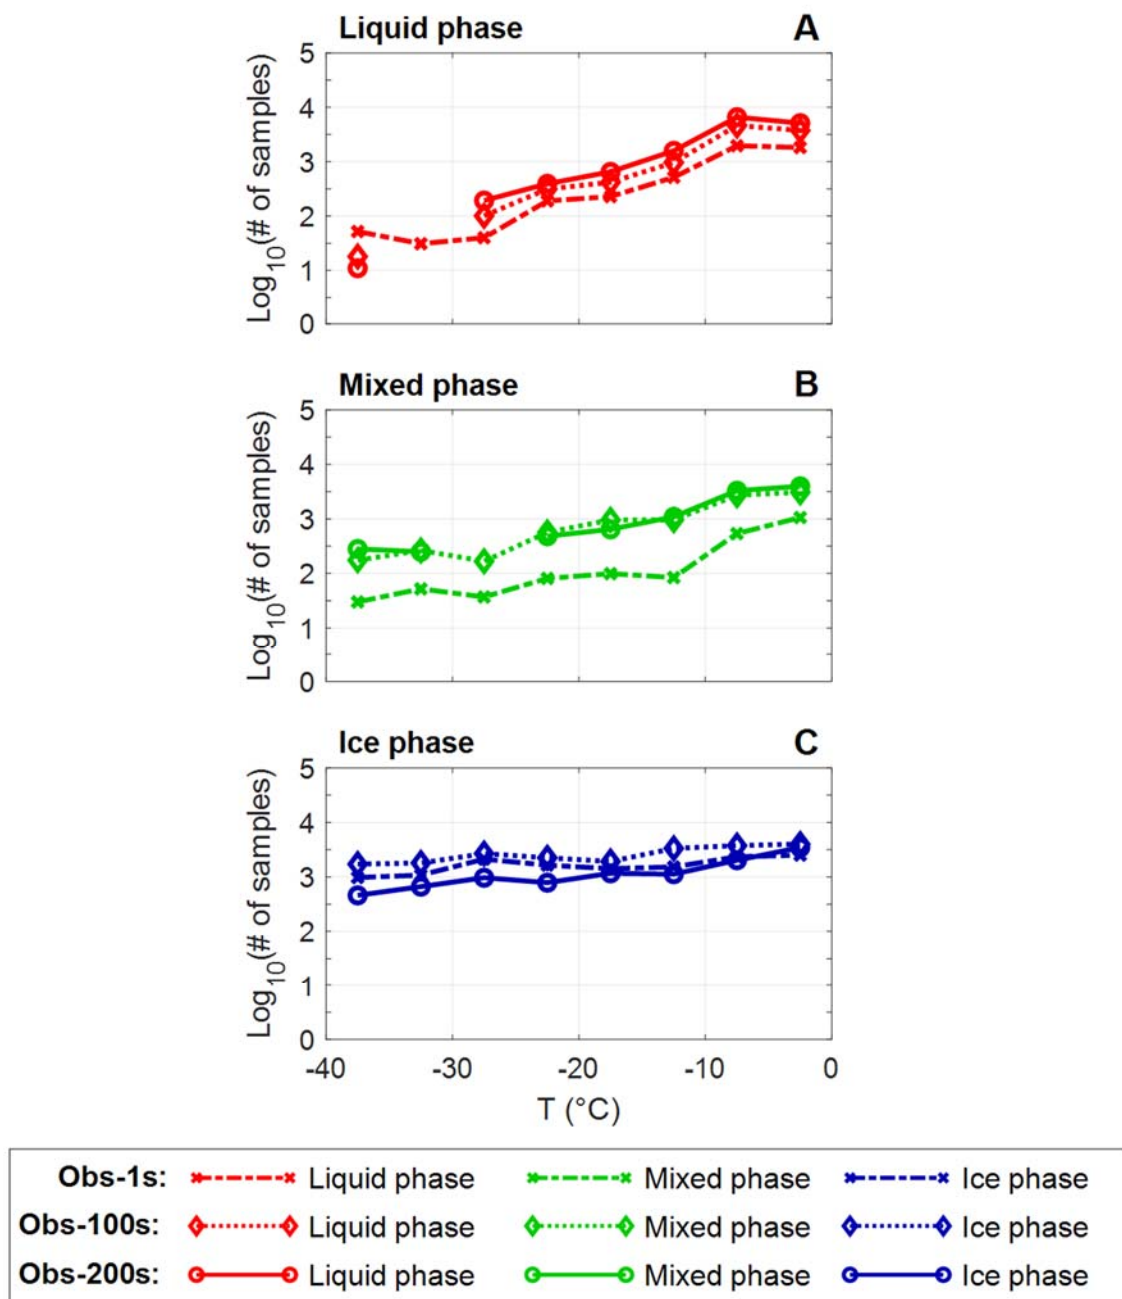 Liquid phase A
5
4
3
2
1
0
Log10(# of samples)
Mixed phase B
5
4
3
2
1
0
Log10(# of samples)
Ice phase C
5
4
3
2
1
0
Log10(# of samples)
-40 -30 -20 -10 0
T (°C)
Obs-1s: Liquid phase Mixed phase Ice phase
Obs-100s: Liquid phase Mixed phase Ice phase
Obs-200s: Liquid phase Mixed phase Ice phase